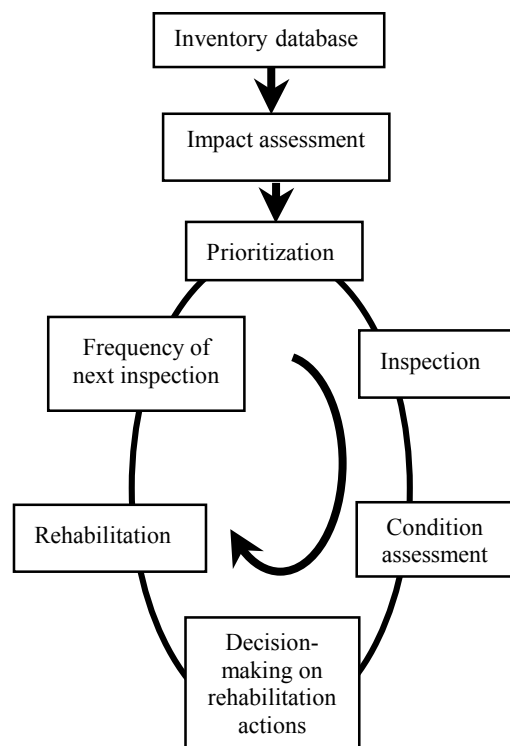 Inventory database
Impact assessment
Prioritization
Frequency of
next inspection
Inspection
Rehabilitation
Condition
assessment
Decision-
making on
rehabilitation
actions